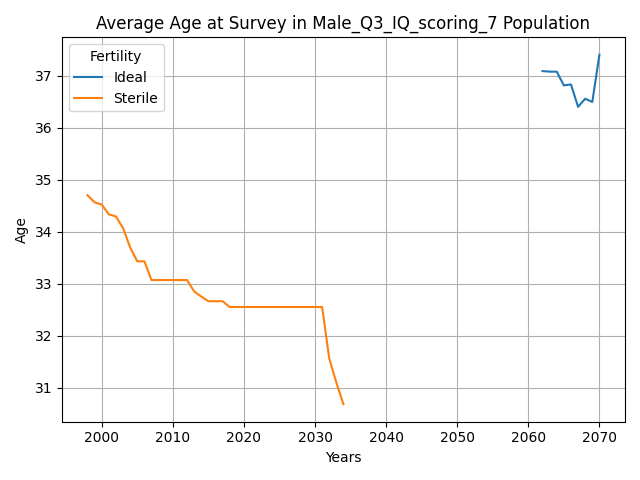 Average Age at Survey in Male_Q3_IQ_scoring_7 Population
Fertility
Ideal
Sterile
37
36
35
34
33
32
31
Age
2000 2010 2020 2030 2040 2050 2060 2070
Years